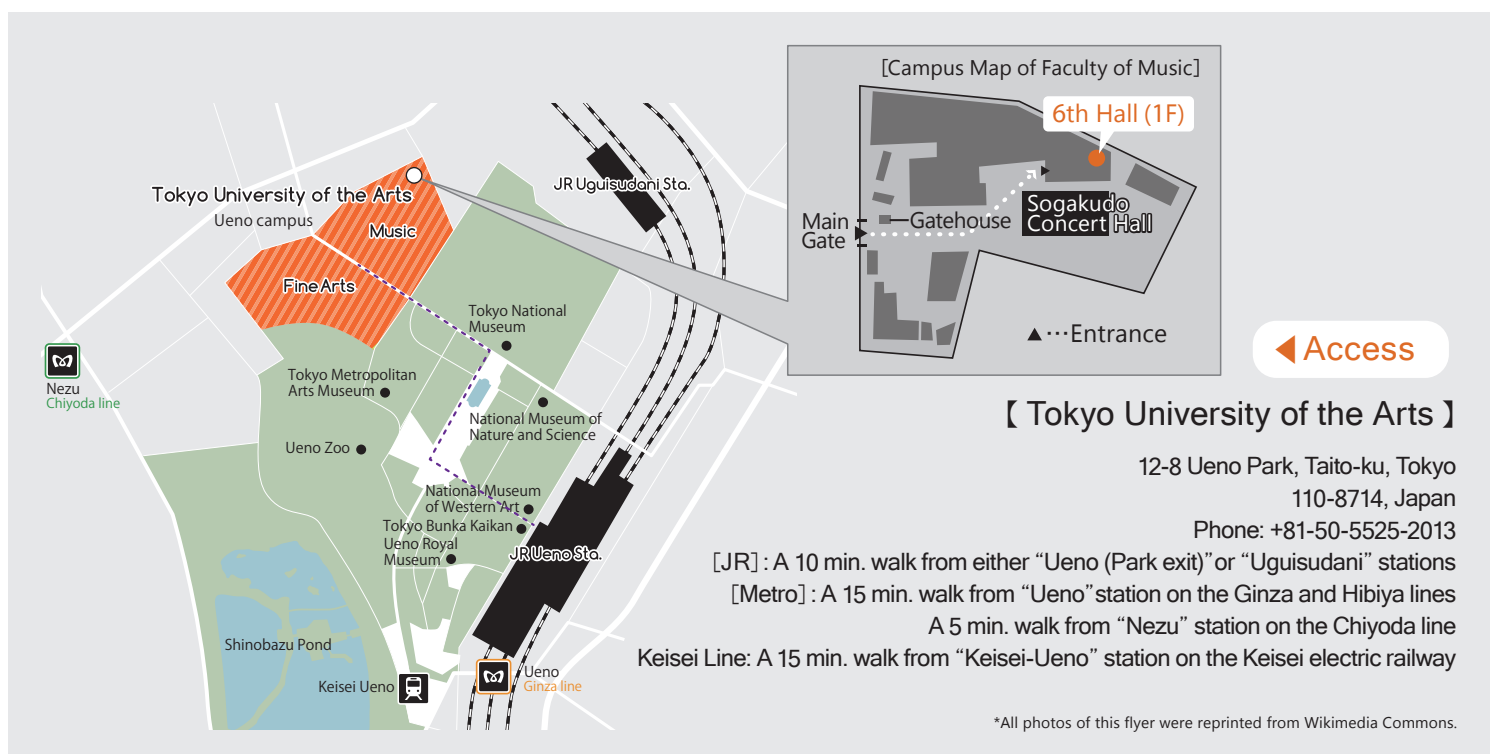 [Campus Map of Faculty of Music]
6th Hall (1F)
Sogakudo
Concert Hall
Gatehouse
Main
Gate
▲…Entrance
JR Uguisudani Sta.
Tokyo University of the Arts
Ueno campus
Music
Fine Arts
Tokyo National
Museum
Nezu
Chiyoda line
Tokyo Metropolitan
Arts Museum
National Museum of
Nature and Science
Ueno Zoo
National Museum
of Western Art
Tokyo Bunka Kaikan
Ueno Royal
Museum
JR Ueno Sta.
Shinobazu Pond
Keisei Ueno
Ueno
Ginza line
Access
【 Tokyo University of the Arts 】
12-8 Ueno Park, Taito-ku, Tokyo
110-8714, Japan
Phone: +81-50-5525-2013
[JR] : A 10 min. walk from either “Ueno (Park exit)”or “Uguisudani” stations
[Metro] : A 15 min. walk from “Ueno”station on the Ginza and Hibiya lines
A 5 min. walk from “Nezu” station on the Chiyoda line
Keisei Line: A 15 min. walk from “Keisei-Ueno” station on the Keisei electric railway
*All photos of this flyer were reprinted from Wikimedia Commons.